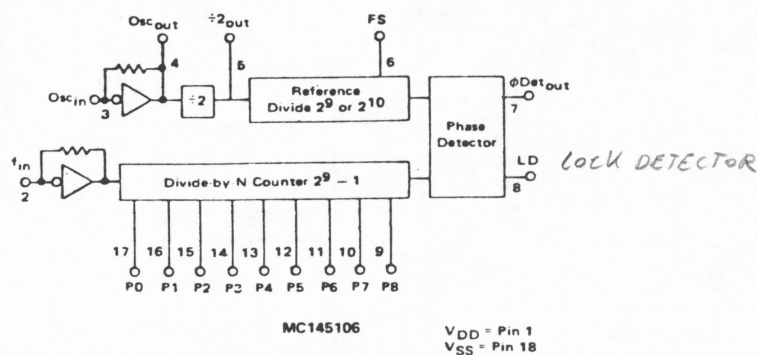 Osc out
÷2 out
FS
4
5
6
Osc in
3
÷2
Reference
Divide 2^9 or 2^10
φDet out
7
Phase
Detector
f in
2
Divide-by N Counter 2^9 – 1
LD
8
LOCK DETECTOR
17 16 15 14 13 12 11 10 9
P0 P1 P2 P3 P4 P5 P6 P7 P8
MC145106
VDD = Pin 1
VSS = Pin 18